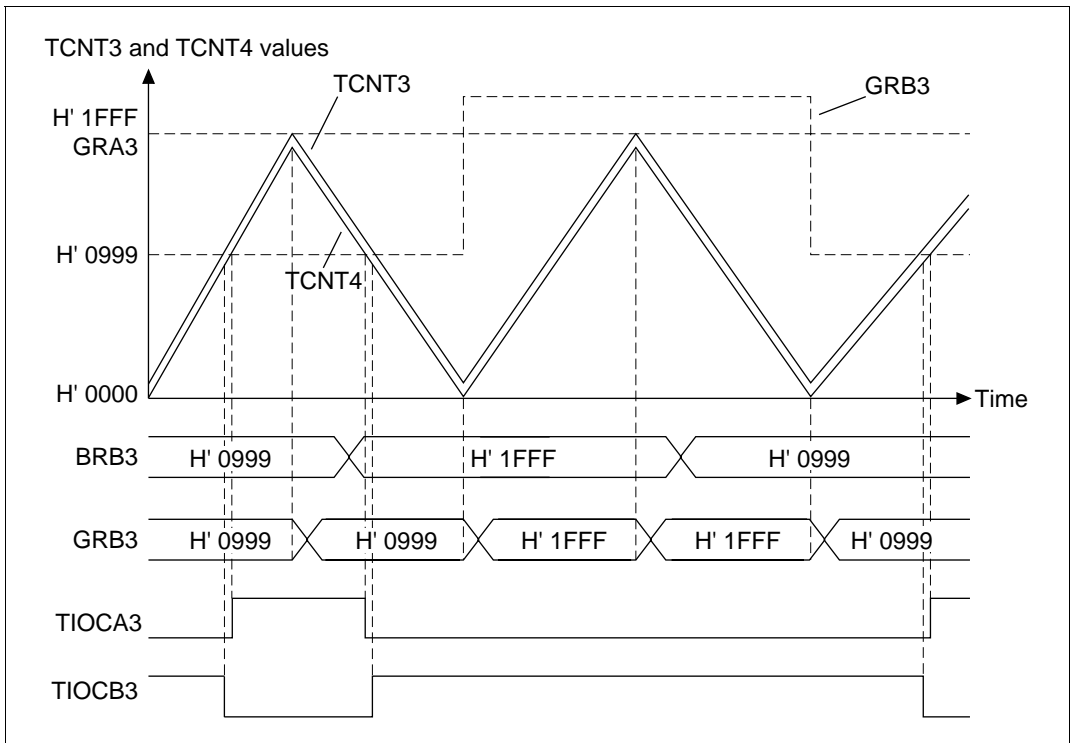 TCNT3 and TCNT4 values
TCNT3
GRB3
H' 1FFF
GRA3
H' 0999
TCNT4
H' 0000
Time
BRB3
H' 0999
H' 1FFF
H' 0999
GRB3
H' 0999
H' 0999
H' 1FFF
H' 1FFF
H' 0999
TIOCA3
TIOCB3